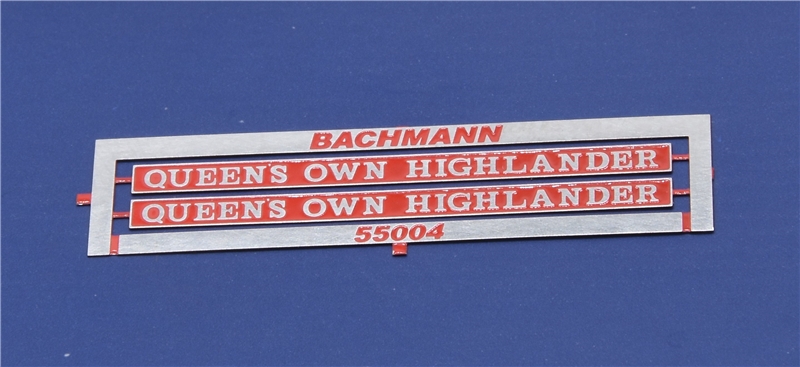 BACHMANN
QUEEN'S OWN HIGHLANDER
QUEEN'S OWN HIGHLANDER
55004